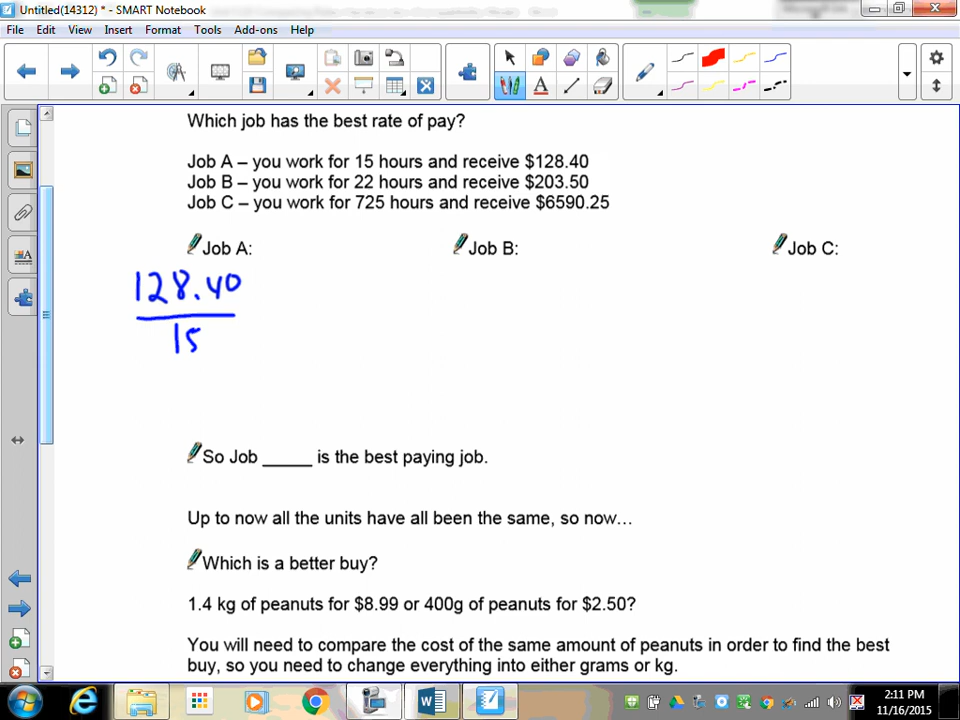 Untitled(14312) * - SMART Notebook
File Edit View Insert Format Tools Add-ons Help
Which job has the best rate of pay?
Job A – you work for 15 hours and receive $128.40
Job B – you work for 22 hours and receive $203.50
Job C – you work for 725 hours and receive $6590.25
Job A: Job B: Job C:
128.40
15
So Job _____ is the best paying job.
Up to now all the units have all been the same, so now…
Which is a better buy?
1.4 kg of peanuts for $8.99 or 400g of peanuts for $2.50?
You will need to compare the cost of the same amount of peanuts in order to find the best
buy, so you need to change everything into either grams or kg.
2:11 PM
11/16/2015